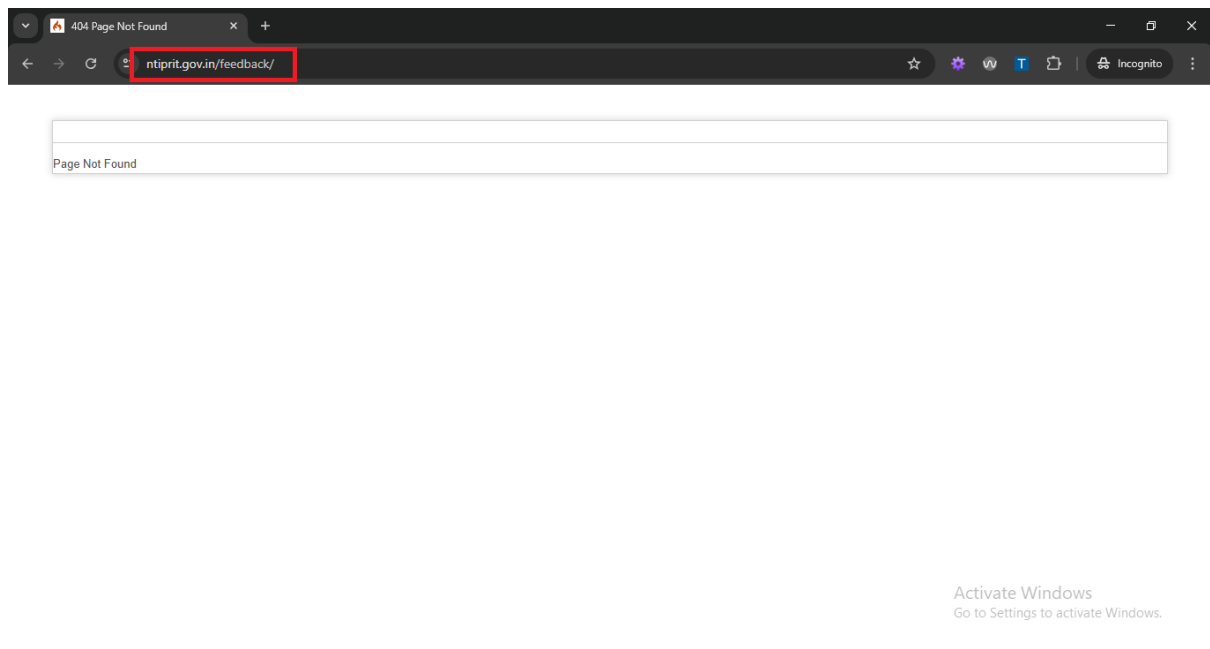 404 Page Not Found
ntiprit.gov.in/feedback/
T
Incognito
Page Not Found
Activate Windows
Go to Settings to activate Windows.